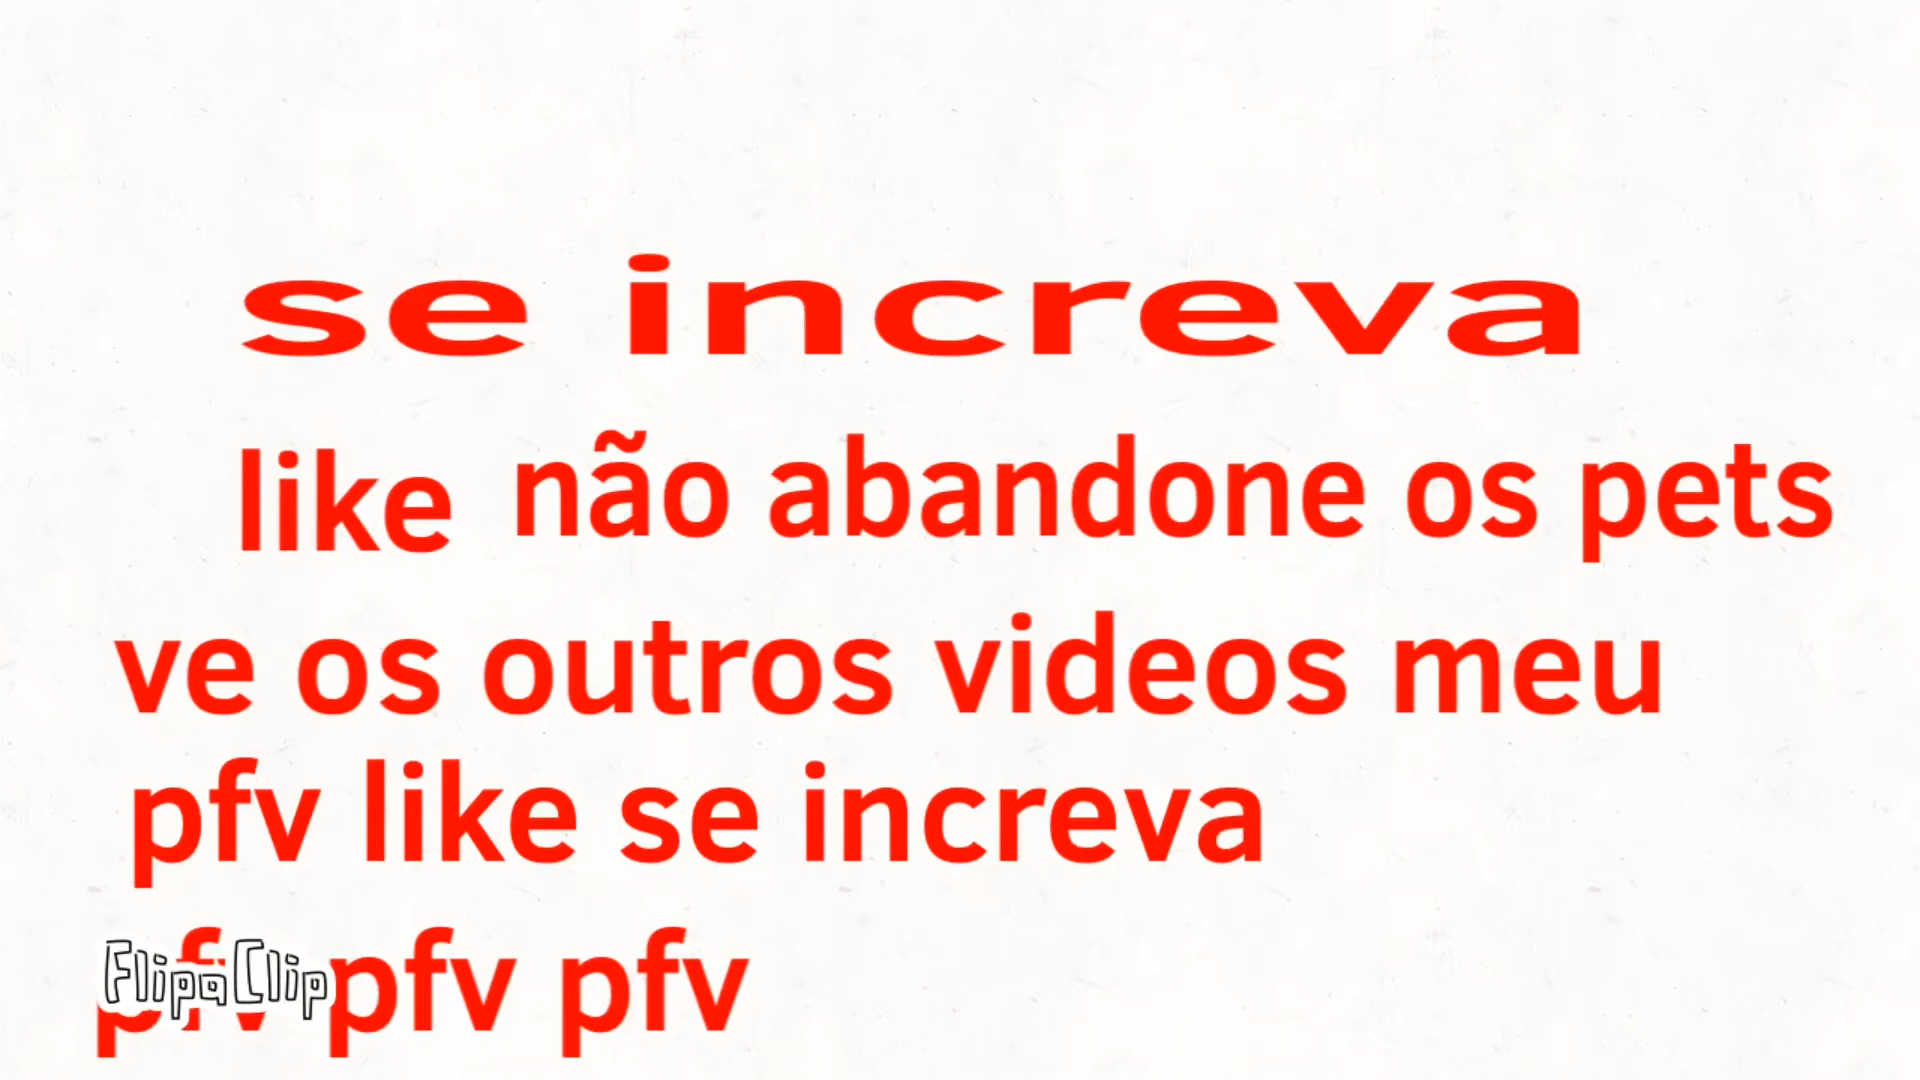 se increva
like não abandone os pets
ve os outros videos meu
pfv like se increva
pfv pfv pfv
FlipaClip